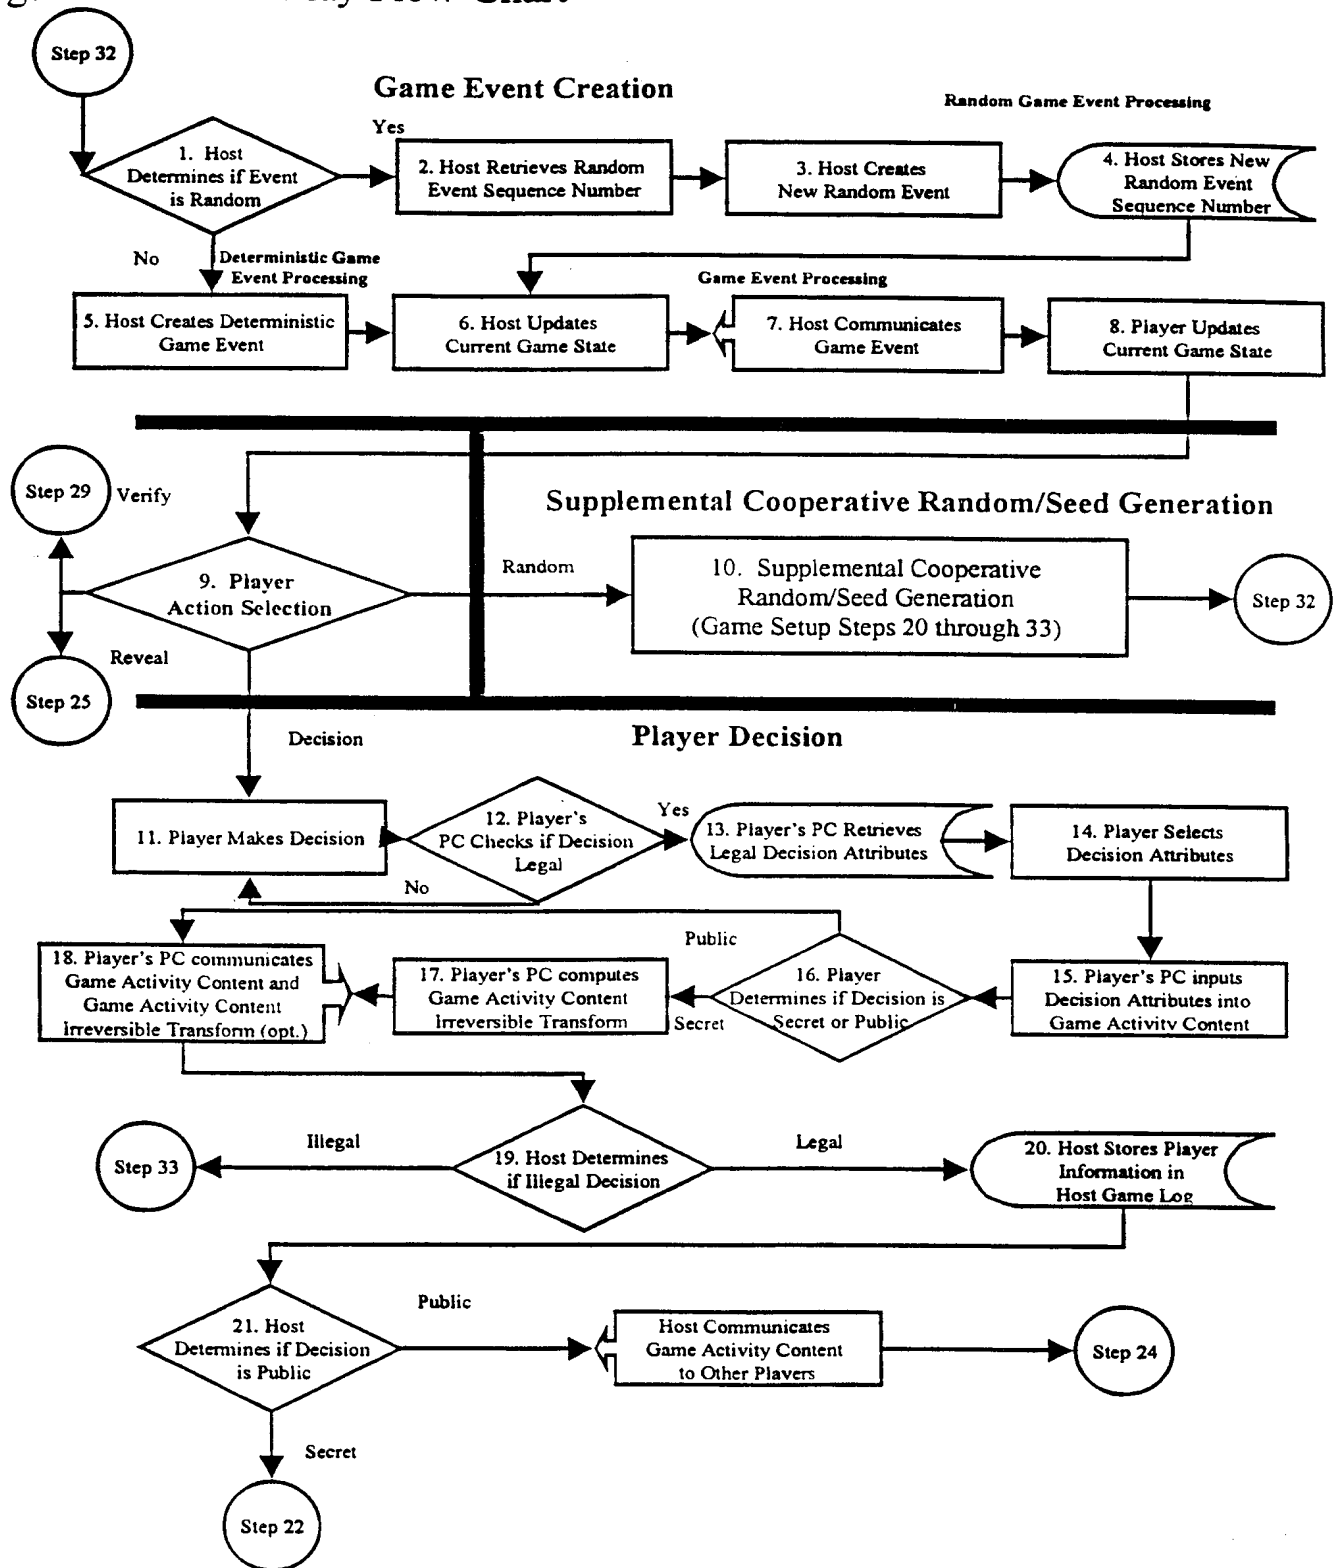 Flow Chart
Step 32
Game Event Creation
Random Game Event Processing
Yes
1. Host
Determines if Event
is Random
2. Host Retrieves Random
Event Sequence Number
3. Host Creates
New Random Event
4. Host Stores New
Random Event
Sequence Number
No
Deterministic Game
Event Processing
Game Event Processing
5. Host Creates Deterministic
Game Event
6. Host Updates
Current Game State
7. Host Communicates
Game Event
8. Player Updates
Current Game State
Step 29
Verify
Supplemental Cooperative Random/Seed Generation
9. Player
Action Selection
Random
10. Supplemental Cooperative
Random/Seed Generation
(Game Setup Steps 20 through 33)
Step 32
Reveal
Step 25
Decision
Player Decision
11. Player Makes Decision
12. Player's
PC Checks if Decision
Legal
Yes
No
13. Player's PC Retrieves
Legal Decision Attributes
14. Player Selects
Decision Attributes
15. Player's PC inputs
Decision Attributes into
Game Activity Content
16. Player
Determines if Decision is
Secret or Public
Public
Secret
17. Player's PC computes
Game Activity Content
Irreversible Transform
18. Player's PC communicates
Game Activity Content and
Game Activity Content
Irreversible Transform (opt.)
Illegal
Legal
Step 33
19. Host Determines
if Illegal Decision
20. Host Stores Player
Information in
Host Game Log
21. Host
Determines if Decision
is Public
Public
Host Communicates
Game Activity Content
to Other Players
Step 24
Secret
Step 22